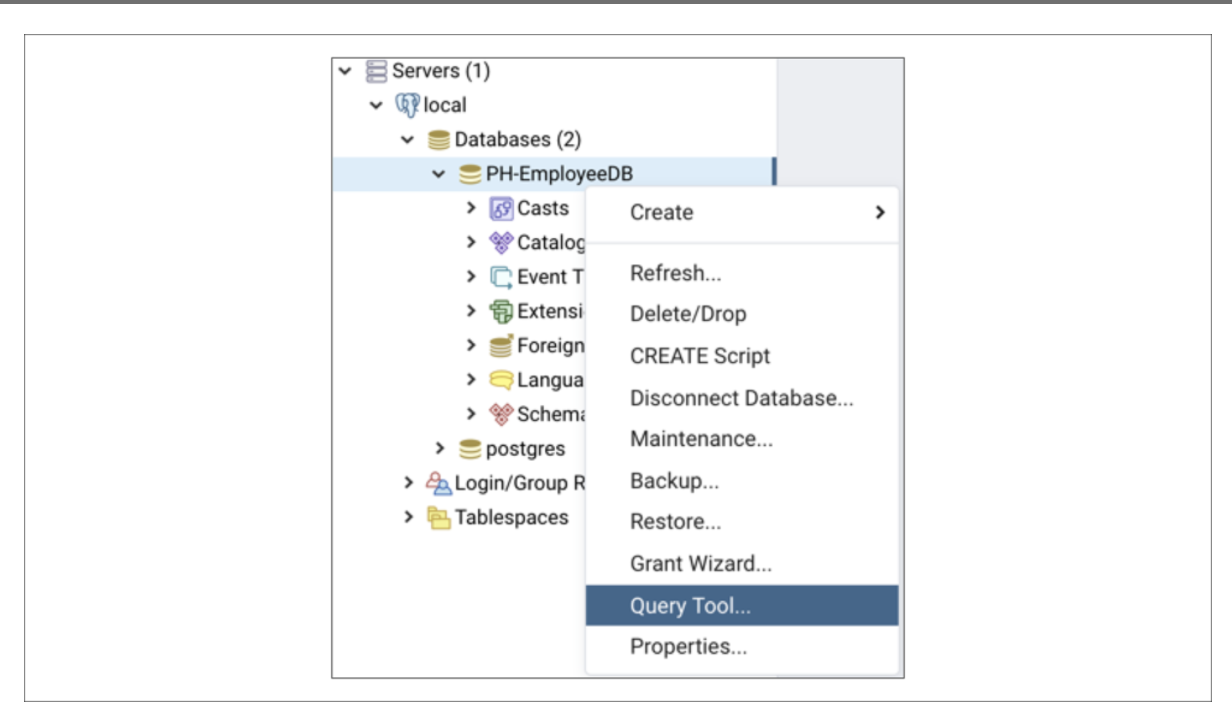 Servers (1)
local
Databases (2)
PH-EmployeeDB
Casts
Catalog
Event T
Extensi
Foreign
Langua
Schema
postgres
Login/Group R
Tablespaces
Create
Refresh...
Delete/Drop
CREATE Script
Disconnect Database...
Maintenance...
Backup...
Restore...
Grant Wizard...
Query Tool...
Properties...